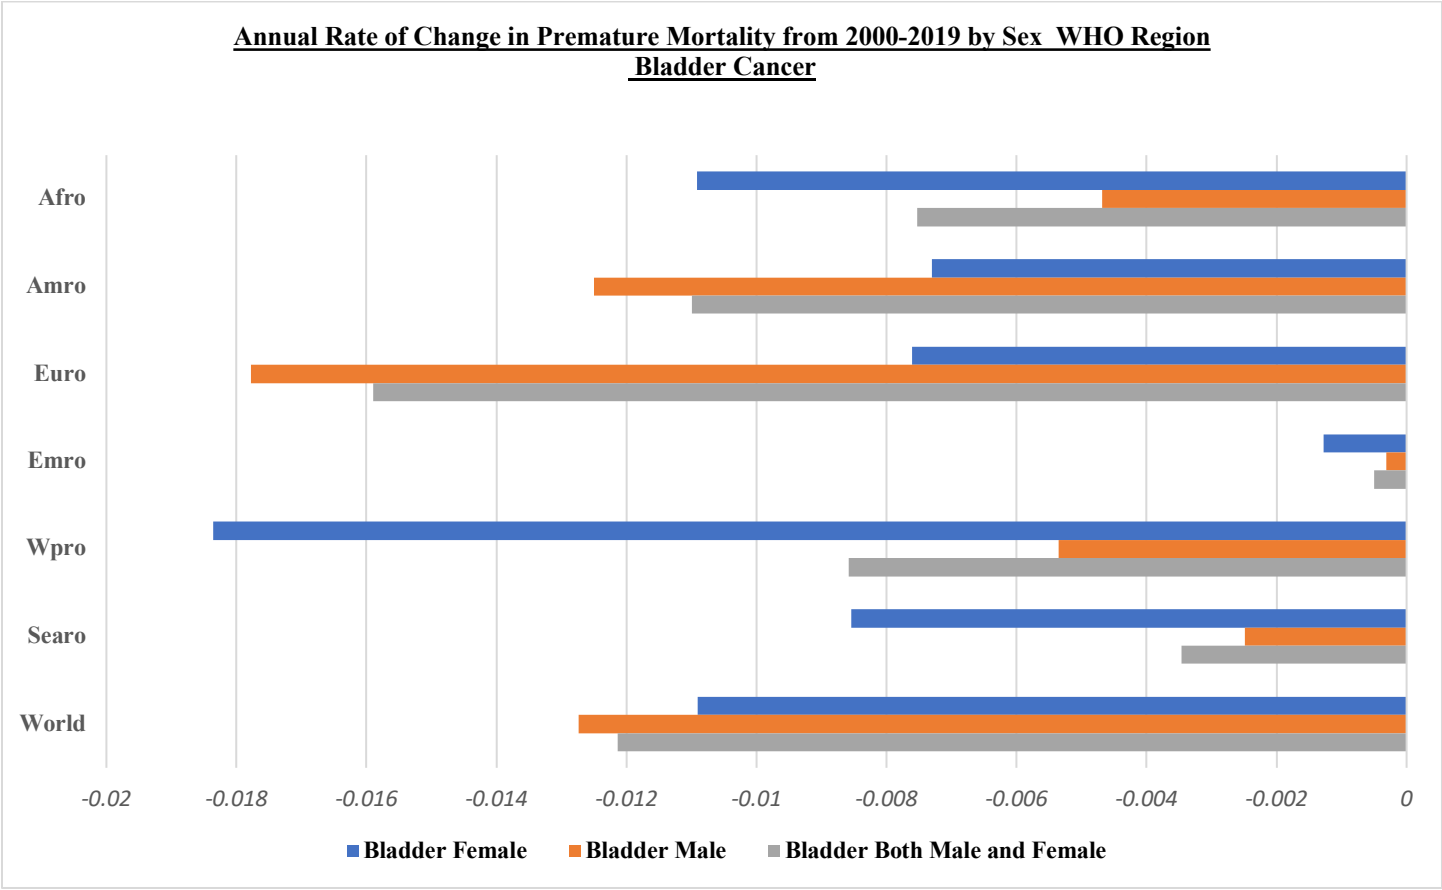 Annual Rate of Change in Premature Mortality from 2000-2019 by Sex WHO Region
Bladder Cancer
Afro
Amro
Euro
Emro
Wpro
Searo
World
-0.02 -0.018 -0.016 -0.014 -0.012 -0.01 -0.008 -0.006 -0.004 -0.002 0
Bladder Female Bladder Male Bladder Both Male and Female